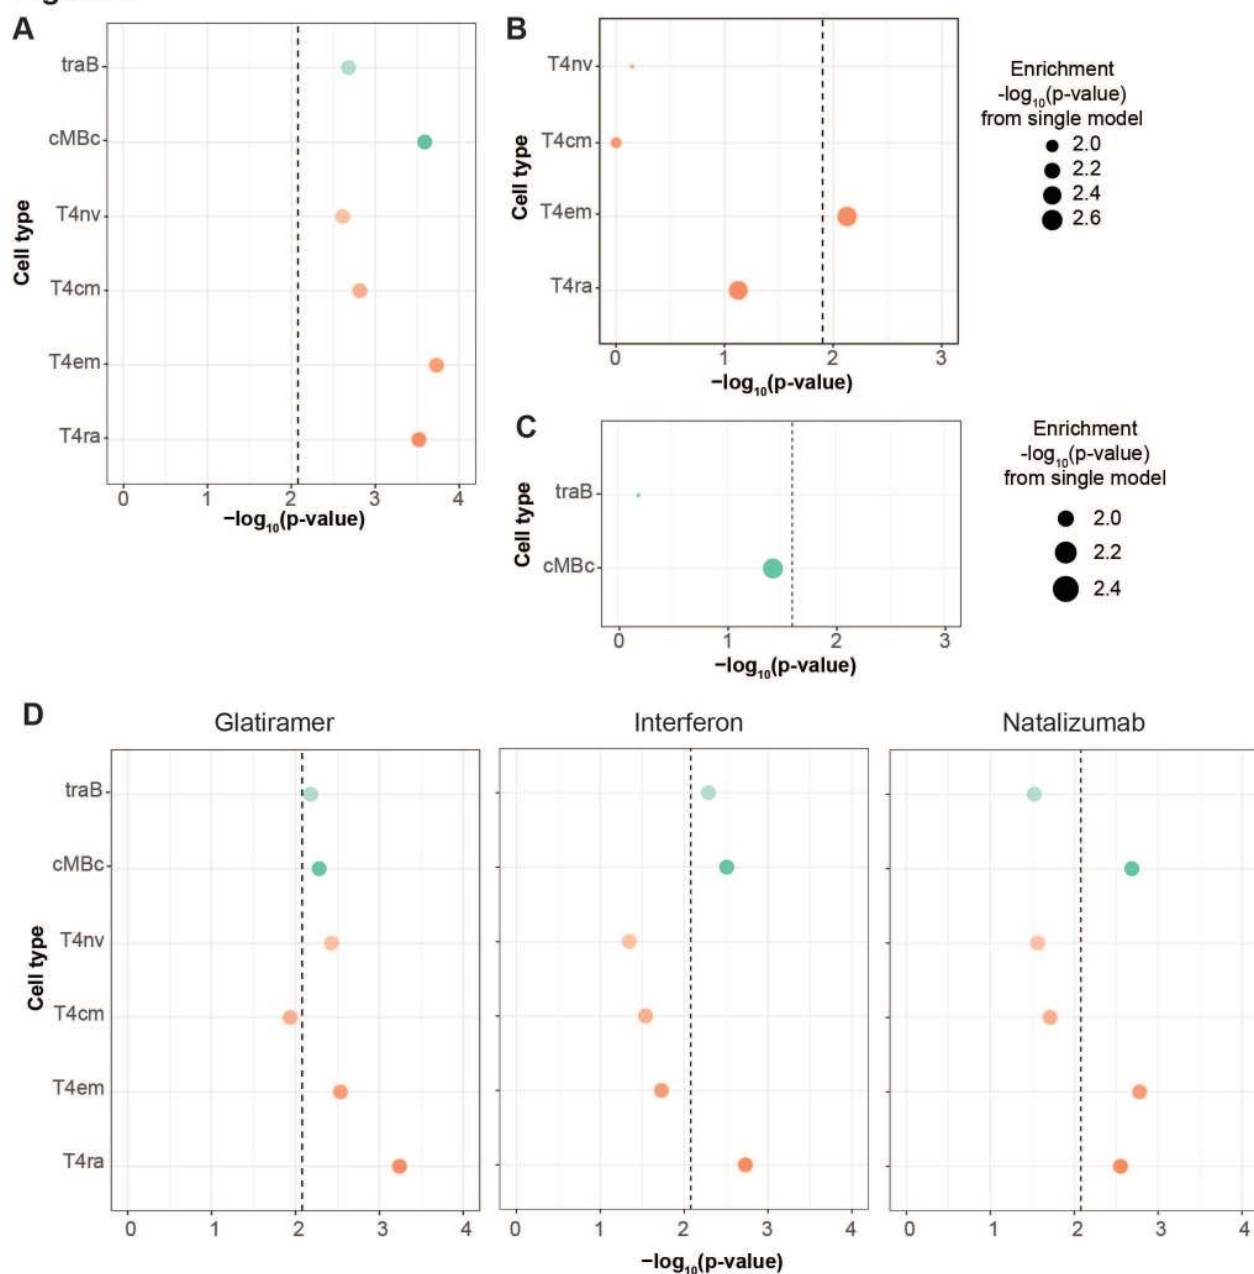 A
traB
cMBc
T4nv
T4cm
T4em
T4ra
Cell type
0 1 2 3 4
−log10(p-value)
B
T4nv
T4cm
T4em
T4ra
Cell type
0 1 2 3
−log10(p-value)
Enrichment
-log10(p-value)
from single model
2.0
2.2
2.4
2.6
C
traB
cMBc
Cell type
0 1 2 3
−log10(p-value)
Enrichment
-log10(p-value)
from single model
2.0
2.2
2.4
D
Glatiramer Interferon Natalizumab
traB
cMBc
T4nv
T4cm
T4em
T4ra
Cell type
0 1 2 3 4 0 1 2 3 4 0 1 2 3 4
−log10(p-value)